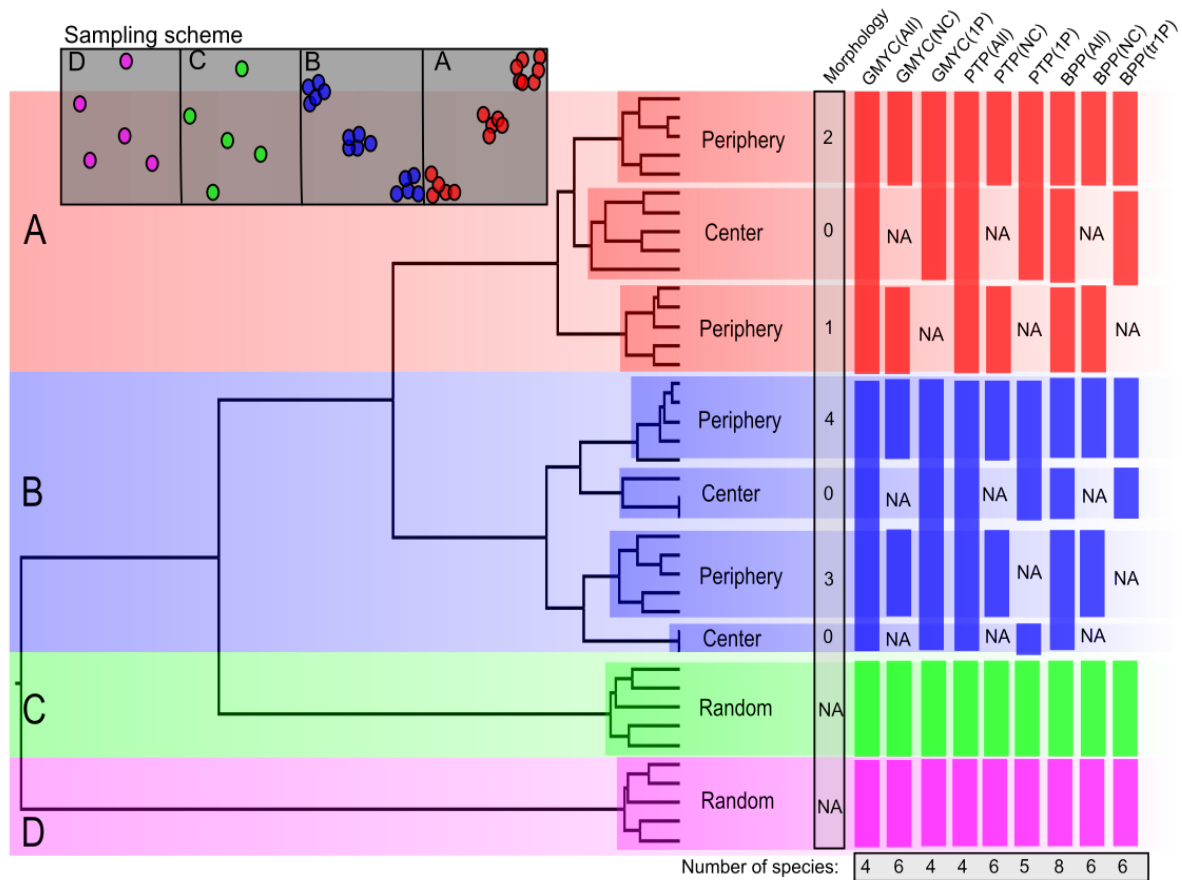 Sampling scheme
D C B A
Morphology GMYC(All) GMYC(NC) GMYC(1P) PTP(All) PTP(NC) PTP(1P) BPP(All) BPP(NC) BPP(tr1P)
A
Periphery 2
Center 0 NA NA NA
Periphery 1 NA NA NA
B
Periphery 4
Center 0 NA NA NA
Periphery 3 NA NA
Center 0 NA NA NA
C
Random NA
D
Random NA
Number of species: 4 6 4 4 6 5 8 6 6